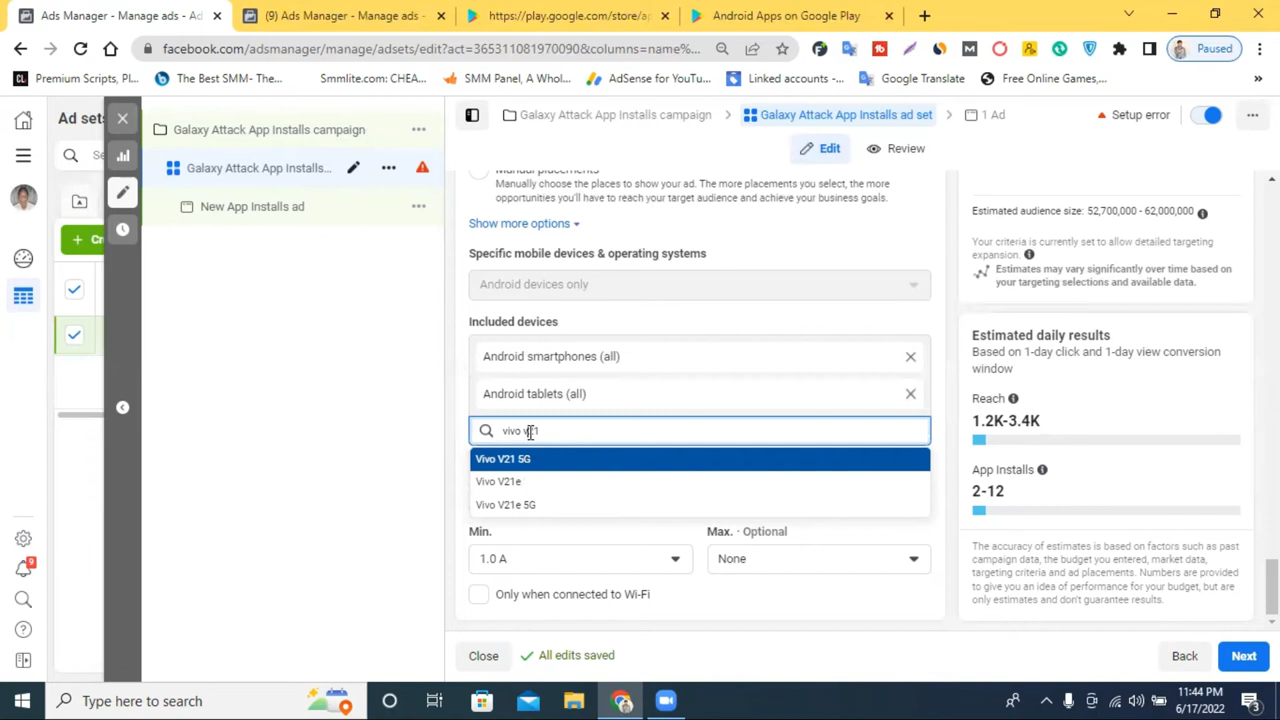 Ads Manager - Manage ads -
(9) Ads Manager - Manage ads -
https://play.google.com/store/ap
Android Apps on Google Play
facebook.com/adsmanager/manage/adsets/edit?act=3653110819700908&columns=name%...
Paused
Premium Scripts, Pl...
The Best SMM- The...
Smmlite.com: CHEA...
SMM Panel, A Whol...
AdSense for YouTu...
Linked accounts -...
Google Translate
Free Online Games,...
Ad sets
Galaxy Attack App Installs campaign
Galaxy Attack App Installs campaign
Galaxy Attack App Installs ad set
1 Ad
Setup error
Se
Galaxy Attack App Installs...
Edit
Review
New App Installs ad
Cr
Manual placements
Manually choose the places to show your ad. The more placements you select, the more
opportunities you'll have to reach your target audience and achieve your business goals.
Show more options
Specific mobile devices & operating systems
Android devices only
Included devices
Android smartphones (all)
Android tablets (all)
vivo v21
Vivo V21 5G
Vivo V21e
Vivo V21e 5G
Min.
Max. · Optional
1.0 A
None
Only when connected to Wi-Fi
Estimated audience size: 52,700,000 - 62,000,000
Your criteria is currently set to allow detailed targeting
expansion.
Estimates may vary significantly over time based on
your targeting selections and available data.
Estimated daily results
Based on 1-day click and 1-day view conversion
window
Reach
1.2K-3.4K
App Installs
2-12
The accuracy of estimates is based on factors such as past
campaign data, the budget you entered, market data,
targeting criteria and ad placements. Numbers are provided
to give you an idea of performance for your budget, but are
only estimates and don't guarantee results.
Close
All edits saved
Back
Next
9
Type here to search
11:44 PM
6/17/2022
3